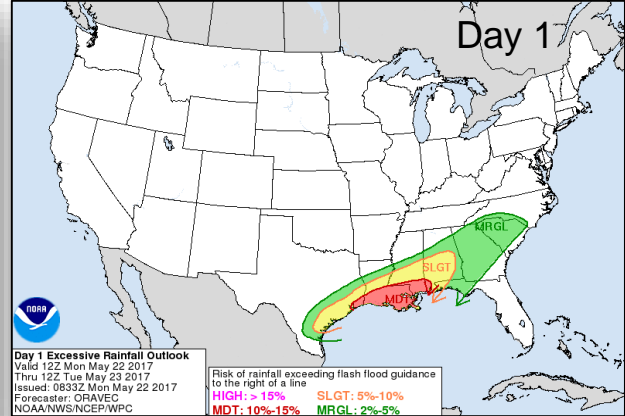 Day 1
MRGL
SLGT
MDT
NOAA
Day 1 Excessive Rainfall Outlook
Valid 12Z Mon May 22 2017
Thru 12Z Tue May 23 2017
Issued: 0833Z Mon May 22 2017
Forecaster: ORAVEC
NOAA/NWS/NCEP/WPC
Risk of rainfall exceeding flash flood guidance
to the right of a line
HIGH: > 15% SLGT: 5%-10%
MDT: 10%-15% MRGL: 2%-5%